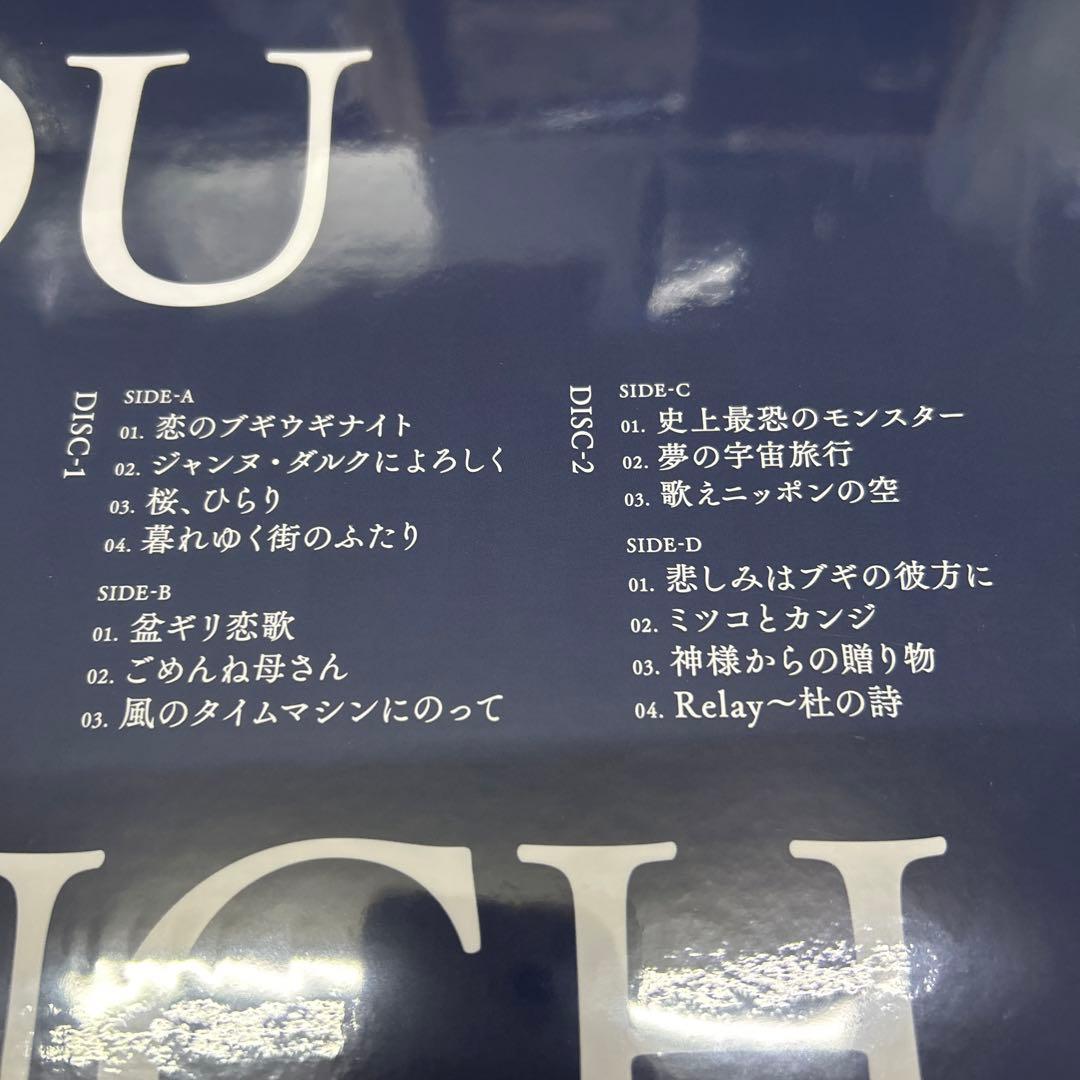 OU
DISC-1
SIDE-A
01. 恋のブギウギナイト
02. ジャンヌ・ダルクによろしく
03. 桜、ひらり
04. 暮れゆく街のふたり
SIDE-B
01. 盆ギリ恋歌
02. ごめんね母さん
03. 風のタイムマシンにのって
DISC-2
SIDE-C
01. 史上最恐のモンスター
02. 夢の宇宙旅行
03. 歌えニッポンの空
SIDE-D
01. 悲しみはブギの彼方に
02. ミツコとカンジ
03. 神様からの贈り物
04. Relay〜杜の詩
UCH